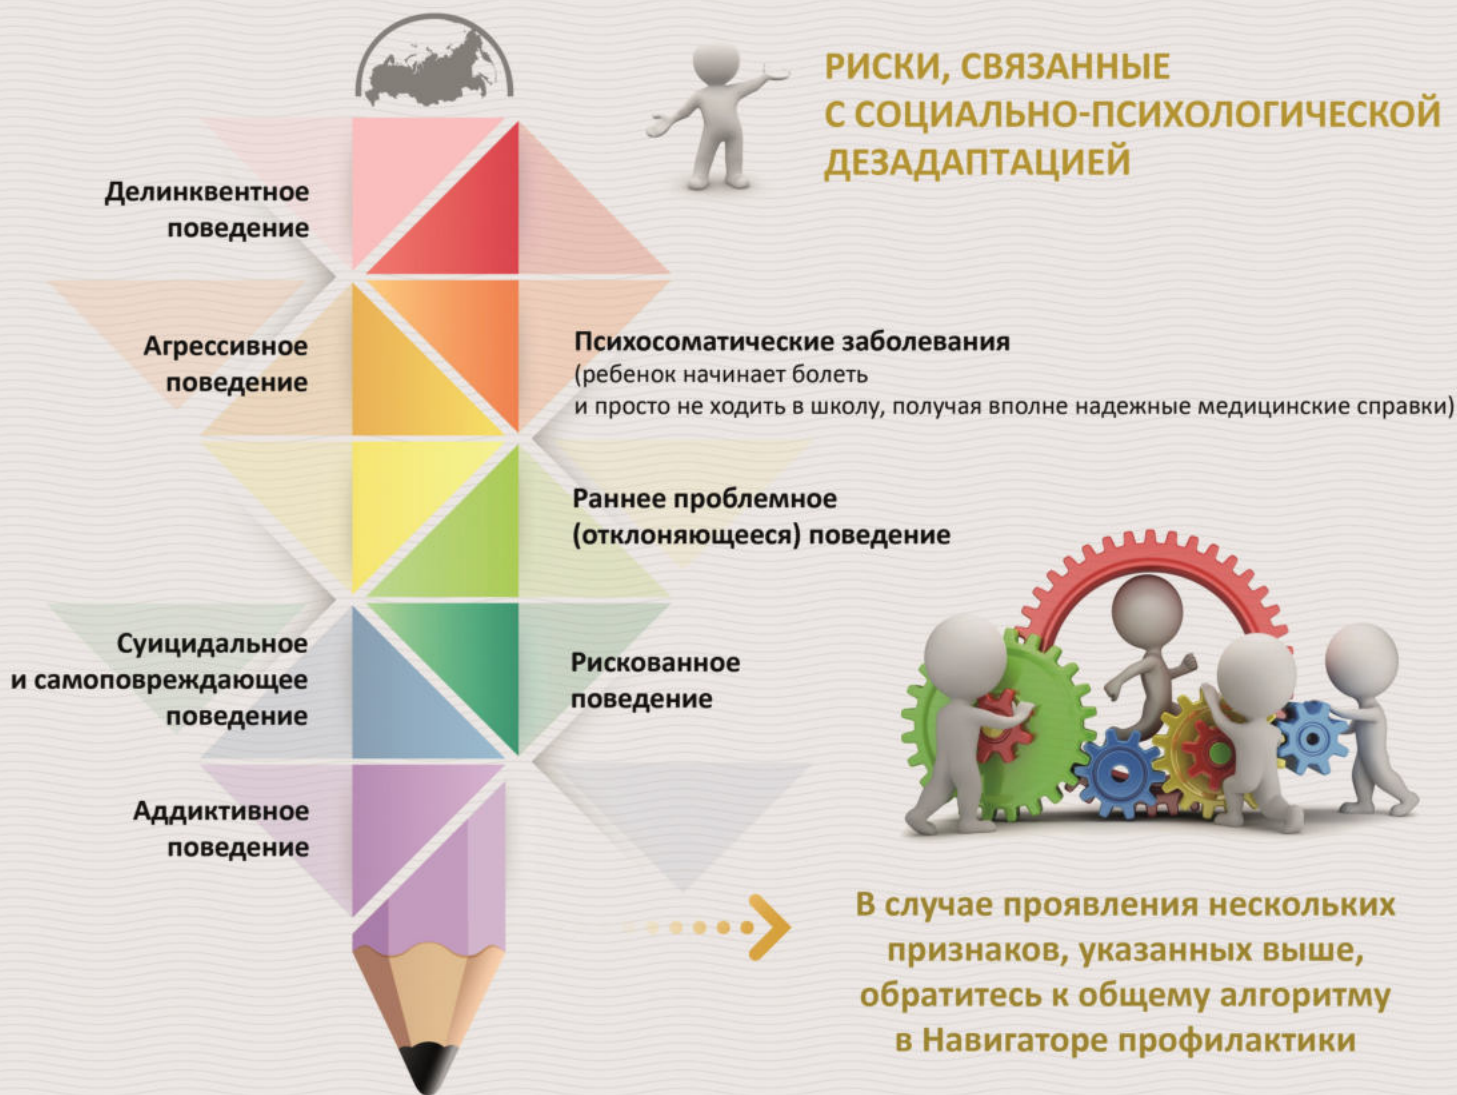 РИСКИ, СВЯЗАННЫЕ
С СОЦИАЛЬНО-ПСИХОЛОГИЧЕСКОЙ
ДЕЗАДАПТАЦИЕЙ
Делинквентное
поведение
Агрессивное
поведение
Психосоматические заболевания
(ребенок начинает болеть
и просто не ходить в школу, получая вполне надежные медицинские справки)
Раннее проблемное
(отклоняющееся) поведение
Суицидальное
и самоповреждающее
поведение
Рискованное
поведение
Аддиктивное
поведение
В случае проявления нескольких
признаков, указанных выше,
обратитесь к общему алгоритму
в Навигаторе профилактики